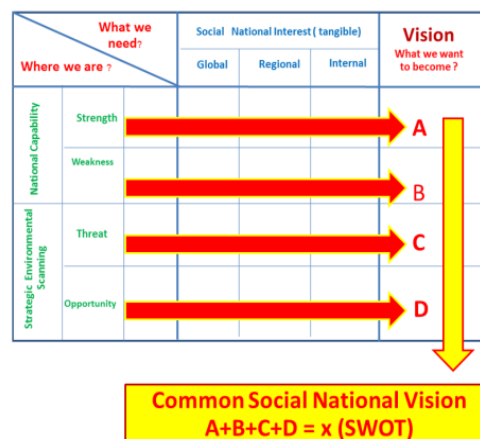 What we
need?
Where we are ?
Social National Interest ( tangible)
Global
Regional
Internal
Vision
What we want
to become ?
National Capability
Strength
A
Weakness
B
Strategic Environmental
Scanning
Threat
C
Opportunity
D
Common Social National Vision
A+B+C+D = x (SWOT)